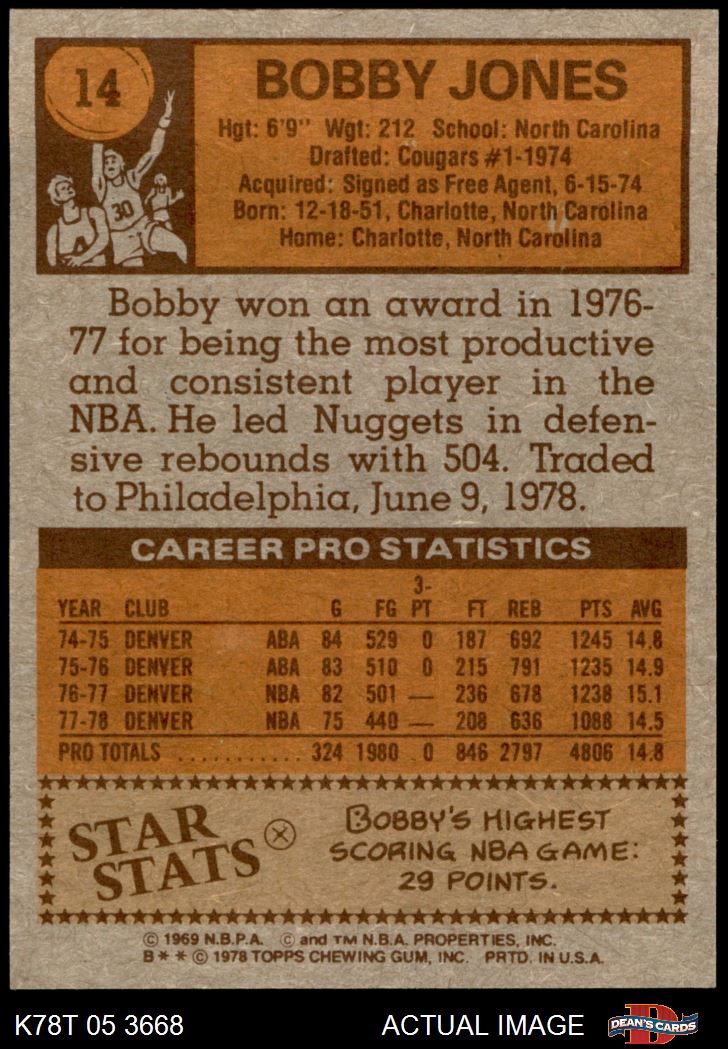 14
BOBBY JONES
Hgt: 6'9" Wgt: 212 School: North Carolina
Drafted: Cougars #1-1974
Acquired: Signed as Free Agent, 6-15-74
Born: 12-18-51, Charlotte, North Carolina
Home: Charlotte, North Carolina
30
Bobby won an award in 1976-
77 for being the most productive
and consistent player in the
NBA. He led Nuggets in defen-
sive rebounds with 504. Traded
to Philadelphia, June 9, 1978.
CAREER PRO STATISTICS
3-
YEAR CLUB G FG PT FT REB PTS AVG
74-75 DENVER ABA 84 529 0 187 692 1245 14.8
75-76 DENVER ABA 83 510 0 215 791 1235 14.9
76-77 DENVER NBA 82 501 — 236 678 1238 15.1
77-78 DENVER NBA 75 440 — 208 636 1088 14.5
PRO TOTALS ........... 324 1980 0 846 2797 4806 14.8
STAR
STATS
BOBBY'S HIGHEST
SCORING NBA GAME:
29 POINTS.
© 1969 N.B.P.A. © and TM N.B.A. PROPERTIES, INC.
B * * © 1978 TOPPS CHEWING GUM, INC. PRTD. IN U.S.A.
K78T 05 3668 ACTUAL IMAGE DEAN'S CARDS